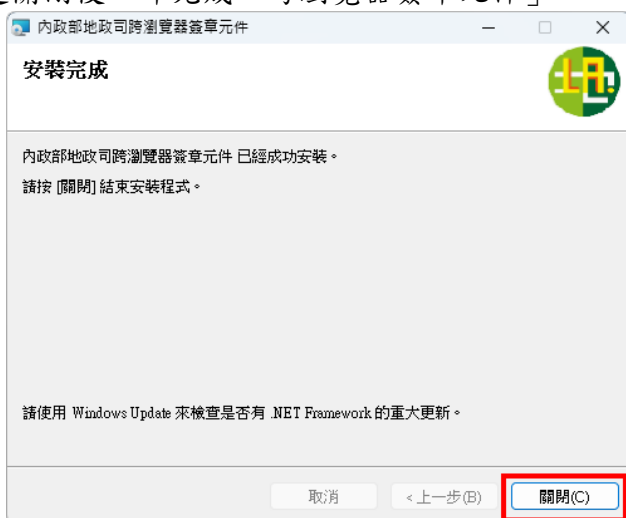 內政部地政司跨瀏覽器簽章元件
安裝完成
內政部地政司跨瀏覽器簽章元件 已經成功安裝。
請按 [關閉] 結束安裝程式。
請使用 Windows Update 來檢查是否有 .NET Framework 的重大更新。
取消
<上一步(B)
關閉(C)